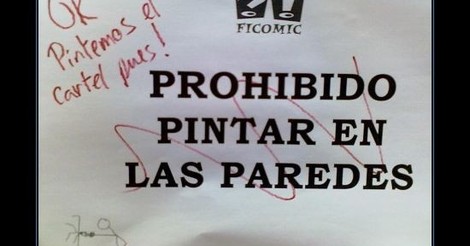 OK
Pintemos el
cartel pues!
FICOMIC
PROHIBIDO
PINTAR EN
LAS PAREDES